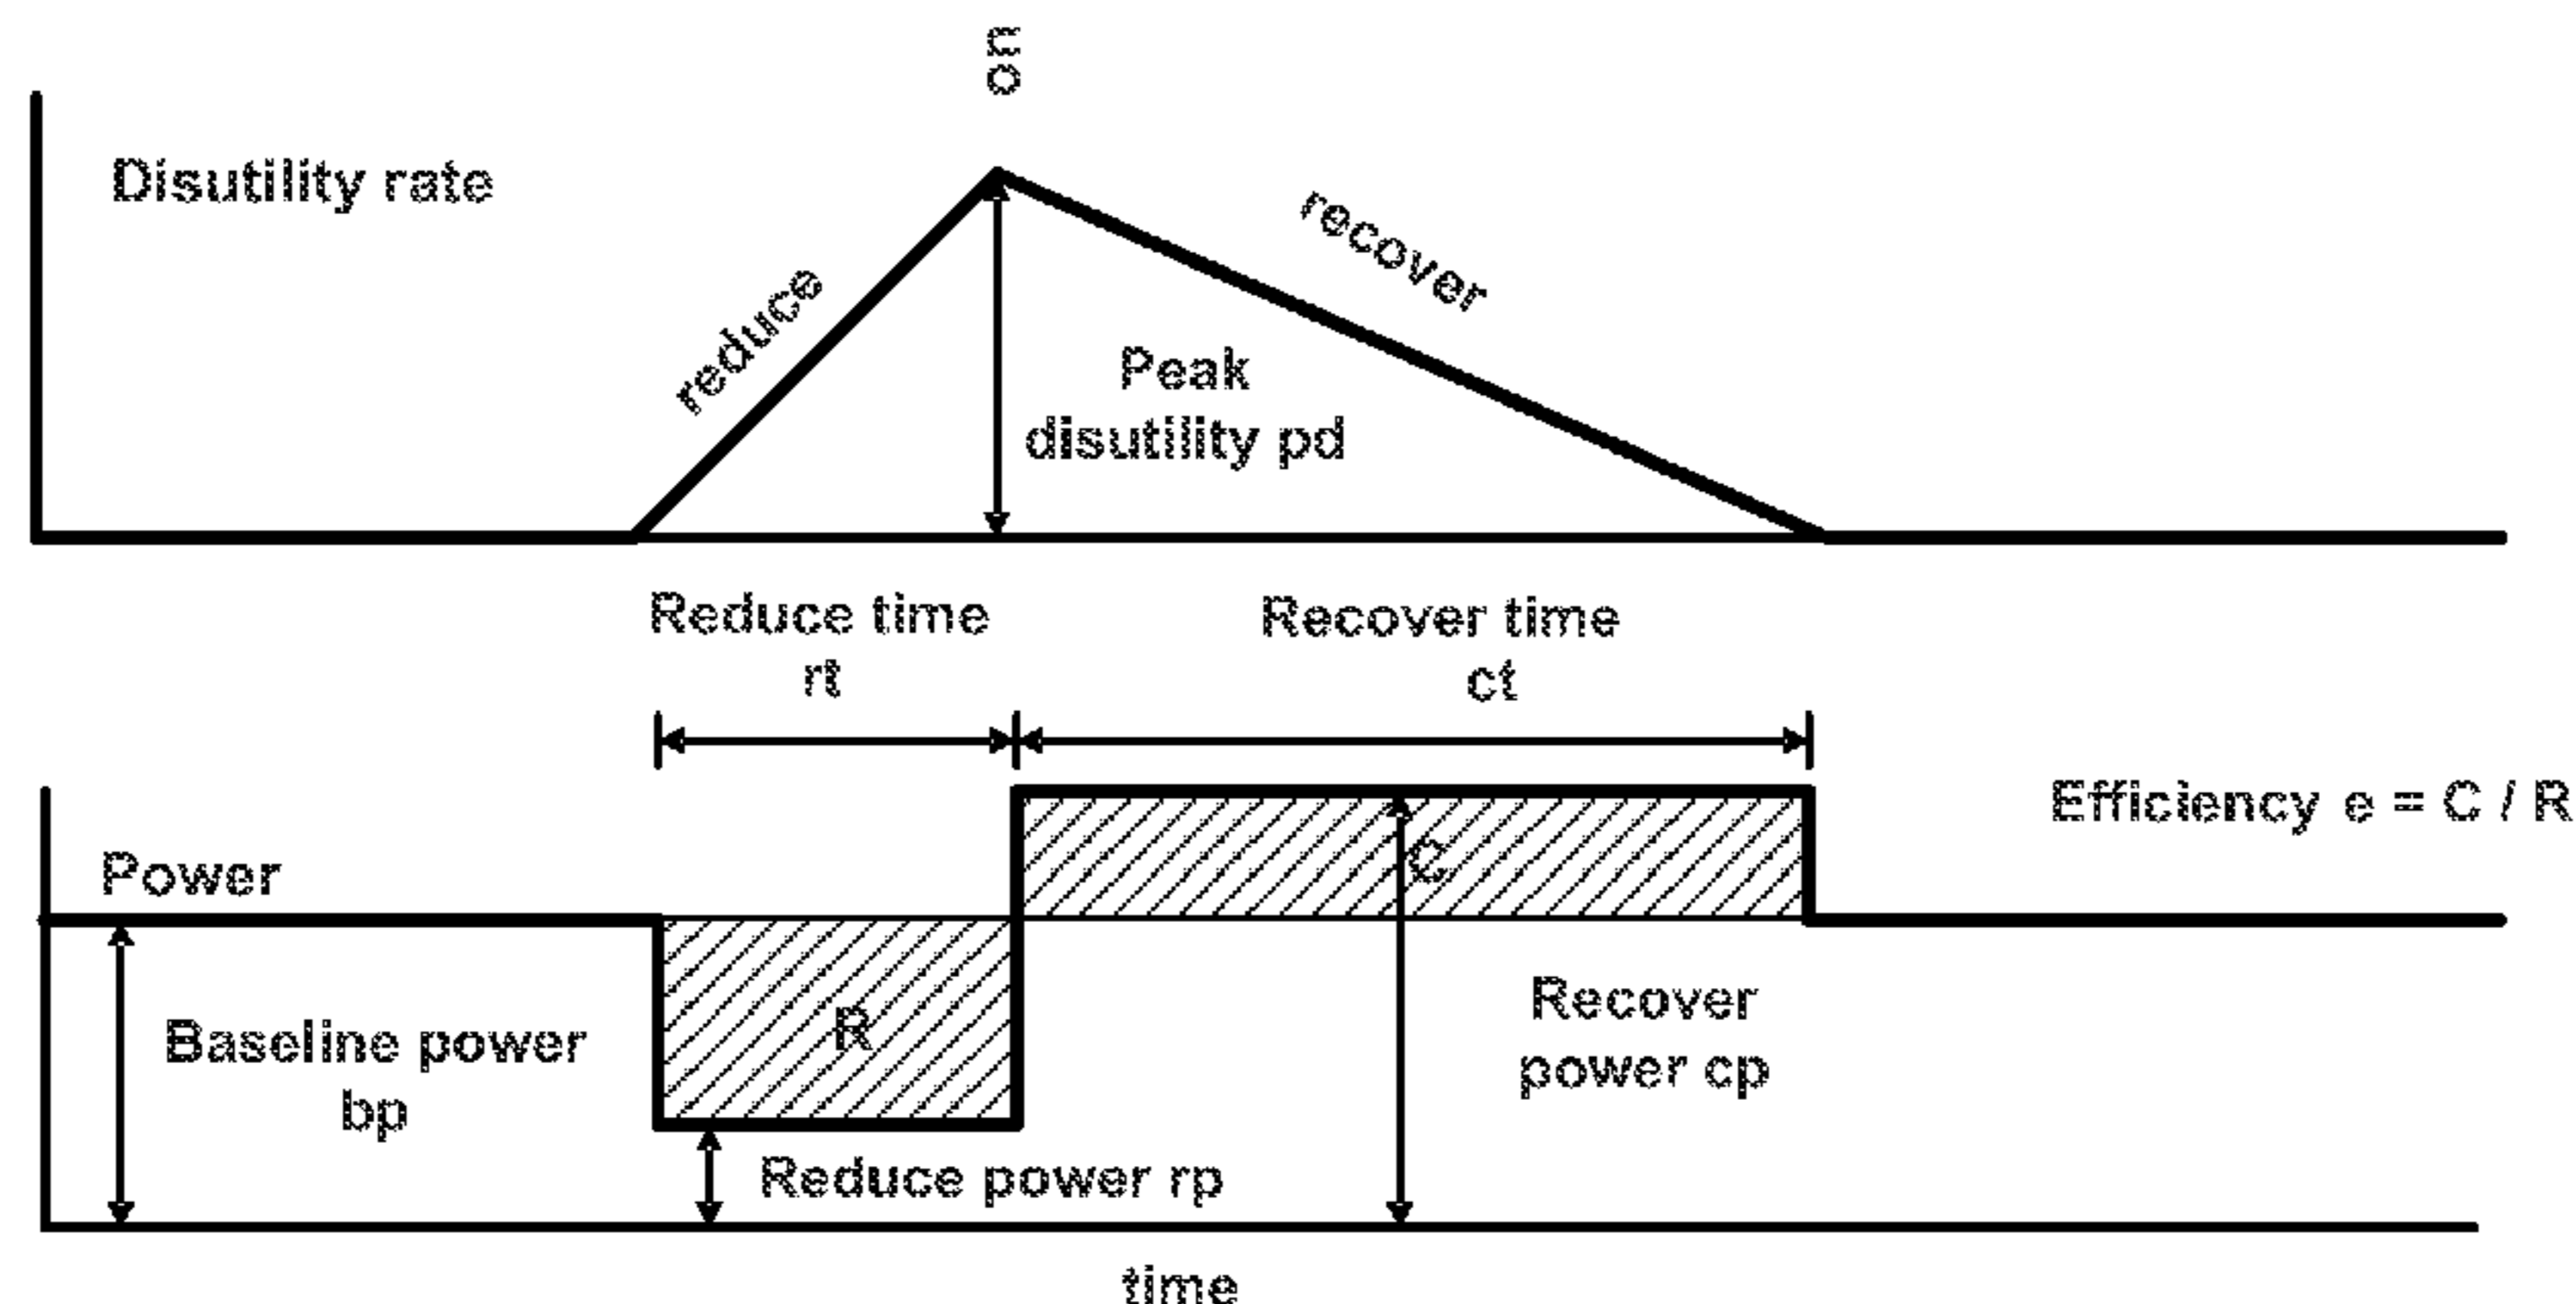 on
Disutility rate
reduce
recover
Peak
disutility pd
Reduce time
rt
Recover time
ct
Efficiency e = C / R
Power
C
R
Baseline power
bp
Recover
power cp
Reduce power rp
time